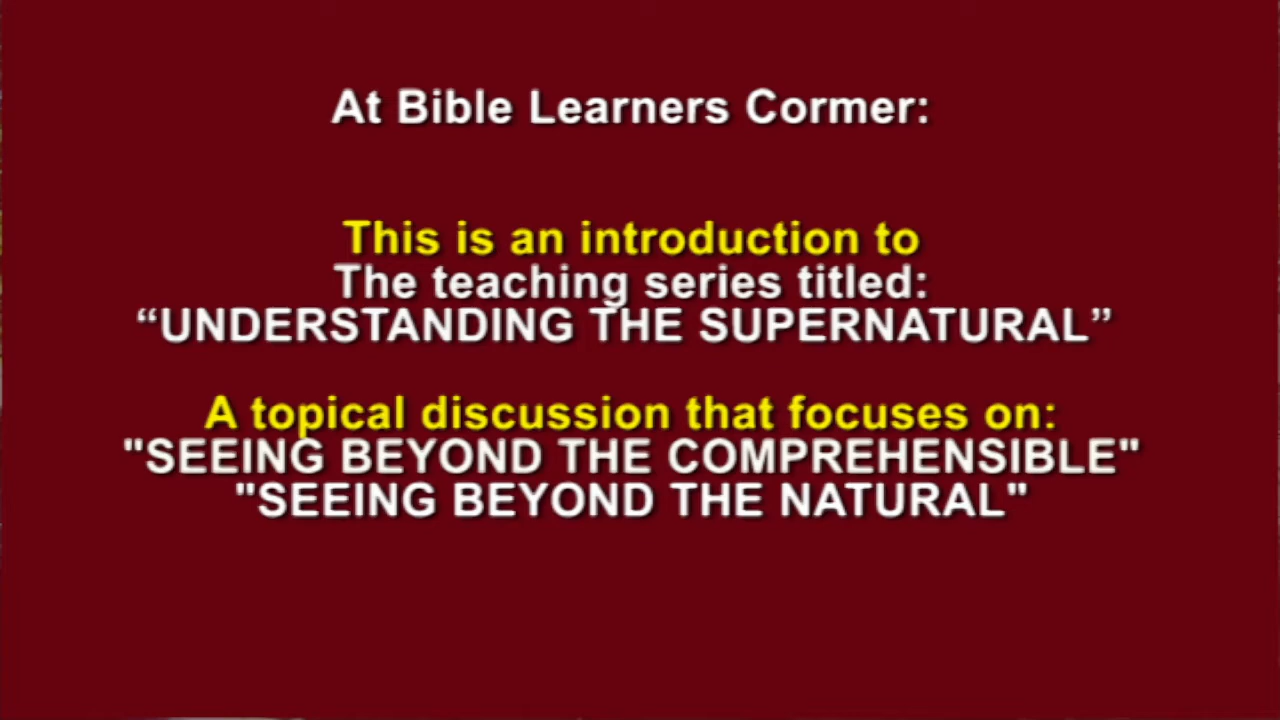 At Bible Learners Cormer:
This is an introduction to
The teaching series titled:
“UNDERSTANDING THE SUPERNATURAL”
A topical discussion that focuses on:
"SEEING BEYOND THE COMPREHENSIBLE"
"SEEING BEYOND THE NATURAL"